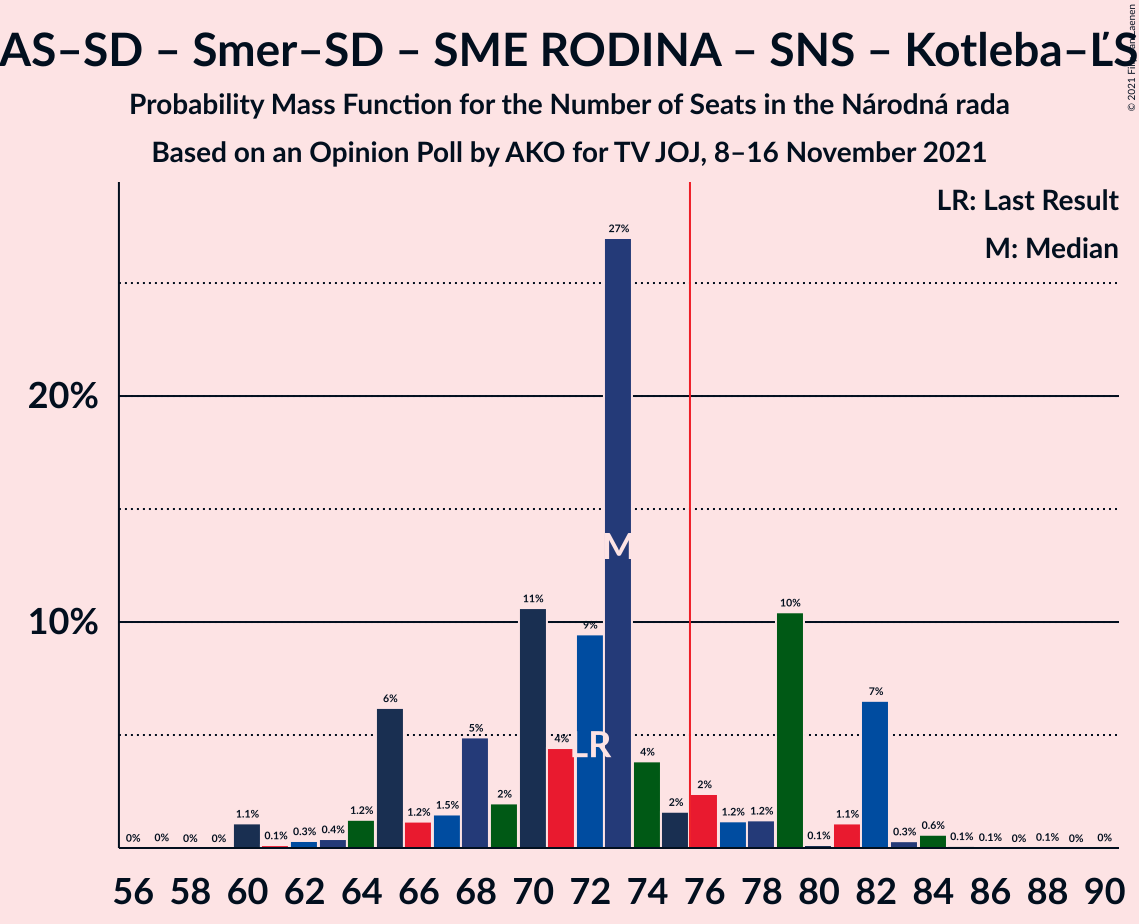 AS–SD – Smer–SD – SME RODINA – SNS – Kotleba–ĽS
Probability Mass Function for the Number of Seats in the Národná rada
Based on an Opinion Poll by AKO for TV JOJ, 8–16 November 2021
© 2021
LR: Last Result
M: Median
20%
10%
0% 0% 0% 0% 1.1% 0.1% 0.3% 0.4% 1.2% 6% 1.2% 1.5% 5% 2% 11% 4% 9% 27% 4% 2% 2% 1.2% 1.2% 10% 0.1% 1.1% 7% 0.3% 0.6% 0.1% 0.1% 0% 0.1% 0% 0%
M
LR
56 58 60 62 64 66 68 70 72 74 76 78 80 82 84 86 88 90